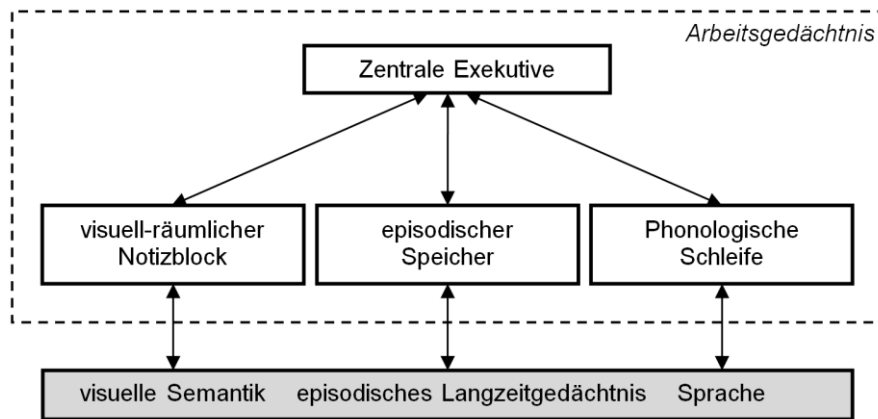 Arbeitsgedächtnis
Zentrale Exekutive
visuell-räumlicher
Notizblock
episodischer
Speicher
Phonologische
Schleife
visuelle Semantik episodisches Langzeitgedächtnis Sprache